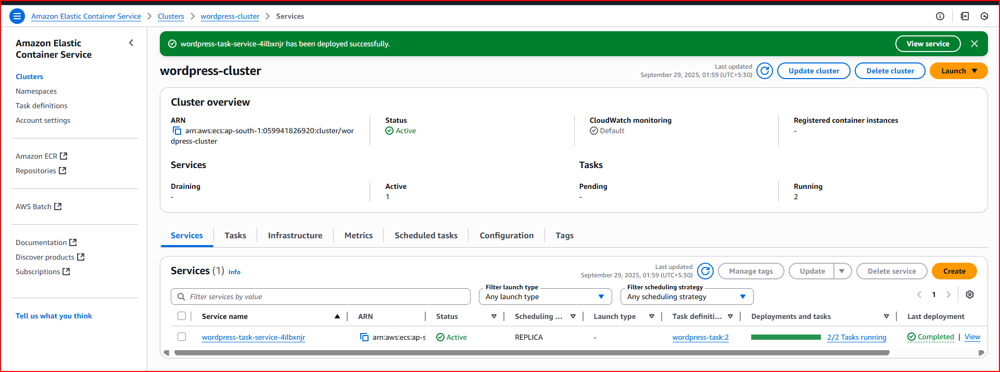 Amazon Elastic Container Service > Clusters > wordpress-cluster > Services
Amazon Elastic
Container Service
Clusters
Namespaces
Task definitions
Account settings
Amazon ECR
Repositories
AWS Batch
Documentation
Discover products
Subscriptions
Tell us what you think
wordpress-task-service-4ilbxnjr has been deployed successfully.
View service
wordpress-cluster
Last updated
September 29, 2025, 01:59 (UTC+5:30)
Update cluster
Delete cluster
Launch
Cluster overview
ARN
arn:aws:ecs:ap-south-1:059941826920:cluster/wor
dpress-cluster
Status
Active
CloudWatch monitoring
Default
Registered container instances
-
Services
Tasks
Draining
-
Active
1
Pending
-
Running
2
Services Tasks Infrastructure Metrics Scheduled tasks Configuration Tags
Services (1) Info
Last updated
September 29, 2025, 01:59 (UTC+5:30)
Manage tags
Update
Delete service
Create
Filter services by value
Filter launch type
Any launch type
Filter scheduling strategy
Any scheduling strategy
1
Service name ARN Status Scheduling ... Launch type Task definiti... Deployments and tasks Last deployment
wordpress-task-service-4ilbxnjr arn:aws:ecs:ap-s Active REPLICA - wordpress-task:2 2/2 Tasks running Completed | View